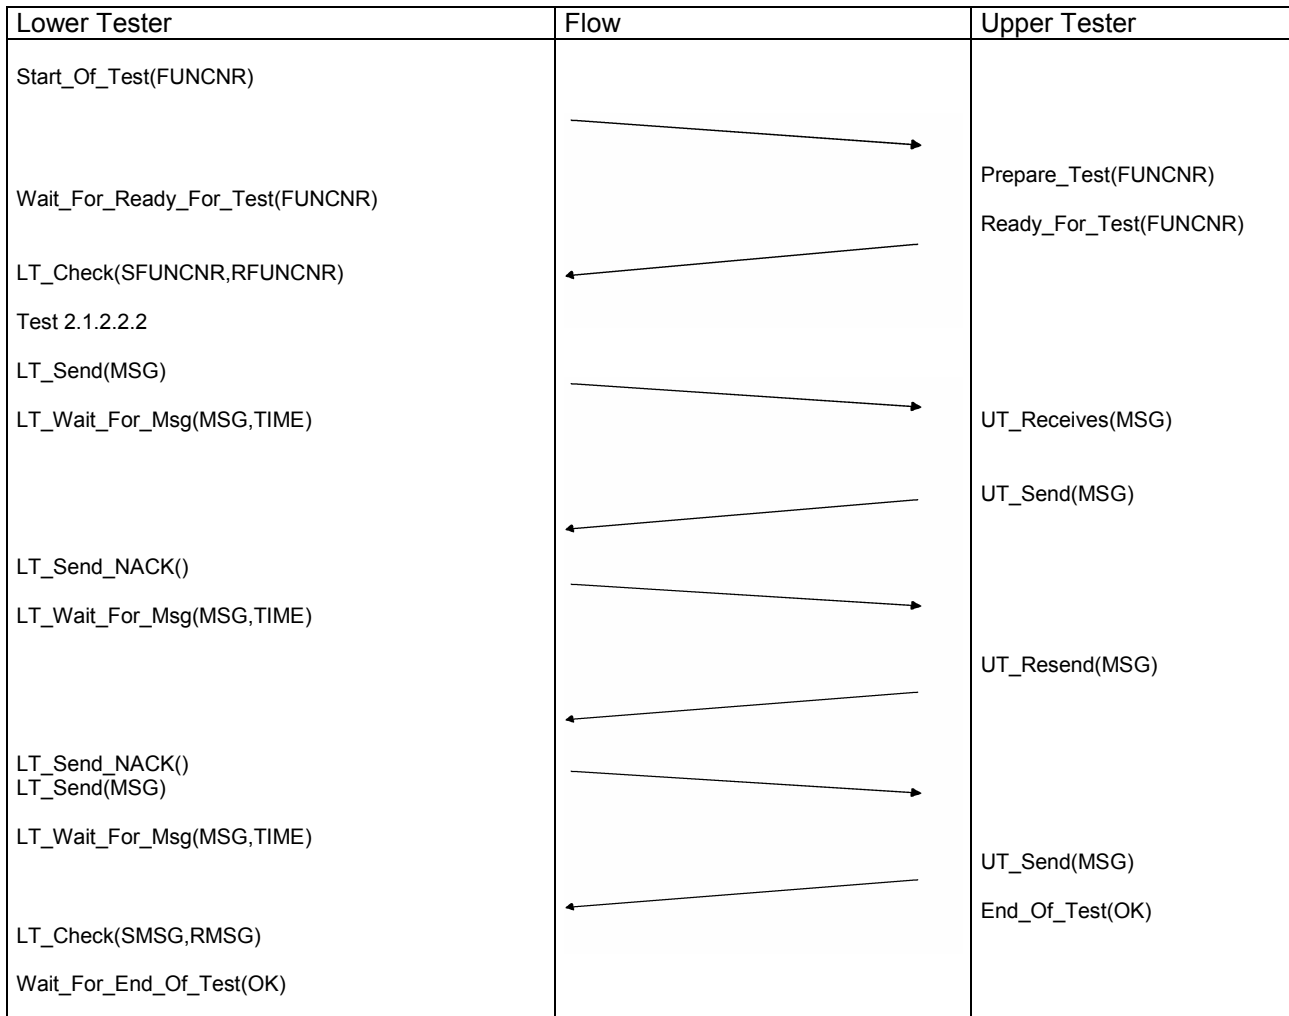 Lower Tester Flow Upper Tester
Start_Of_Test(FUNCNR)
Prepare_Test(FUNCNR)
Wait_For_Ready_For_Test(FUNCNR)
Ready_For_Test(FUNCNR)
LT_Check(SFUNCNR,RFUNCNR)
Test 2.1.2.2.2
LT_Send(MSG)
LT_Wait_For_Msg(MSG,TIME) UT_Receives(MSG)
UT_Send(MSG)
LT_Send_NACK()
LT_Wait_For_Msg(MSG,TIME)
UT_Resend(MSG)
LT_Send_NACK()
LT_Send(MSG)
LT_Wait_For_Msg(MSG,TIME)
UT_Send(MSG)
End_Of_Test(OK)
LT_Check(SMSG,RMSG)
Wait_For_End_Of_Test(OK)